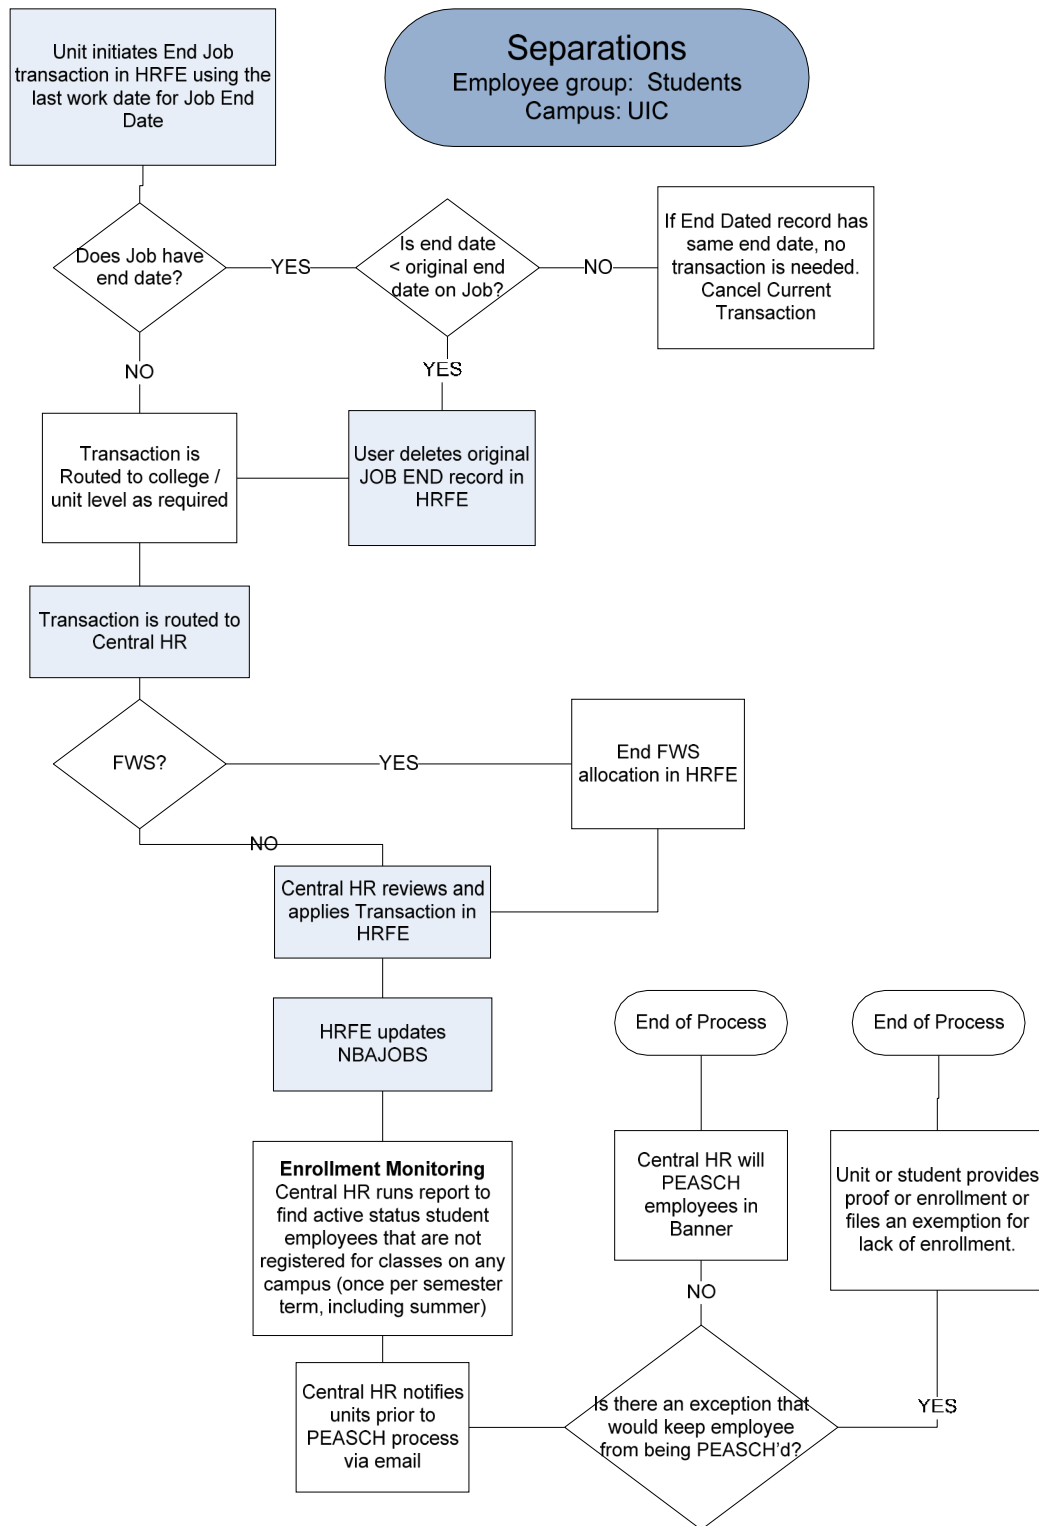 Unit initiates End Job
transaction in HRFE using the
last work date for Job End
Date
Separations
Employee group:  Students
Campus: UIC
Does Job have
end date?
YES
Is end date
< original end
date on Job?
NO
If End Dated record has
same end date, no
transaction is needed.
Cancel Current
Transaction
NO
YES
Transaction is
Routed to college /
unit level as required
User deletes original
JOB END record in
HRFE
Transaction is routed to
Central HR
FWS?
YES
End FWS
allocation in HRFE
NO
Central HR reviews and
applies Transaction in
HRFE
HRFE updates
NBAJOBS
End of Process
End of Process
Enrollment Monitoring
Central HR runs report to
find active status student
employees that are not
registered for classes on any
campus (once per semester
term, including summer)
Central HR will
PEASCH
employees in
Banner
Unit or student provides
proof or enrollment or
files an exemption for
lack of enrollment.
NO
Central HR notifies
units prior to
PEASCH process
via email
Is there an exception that
would keep employee
from being PEASCH'd?
YES